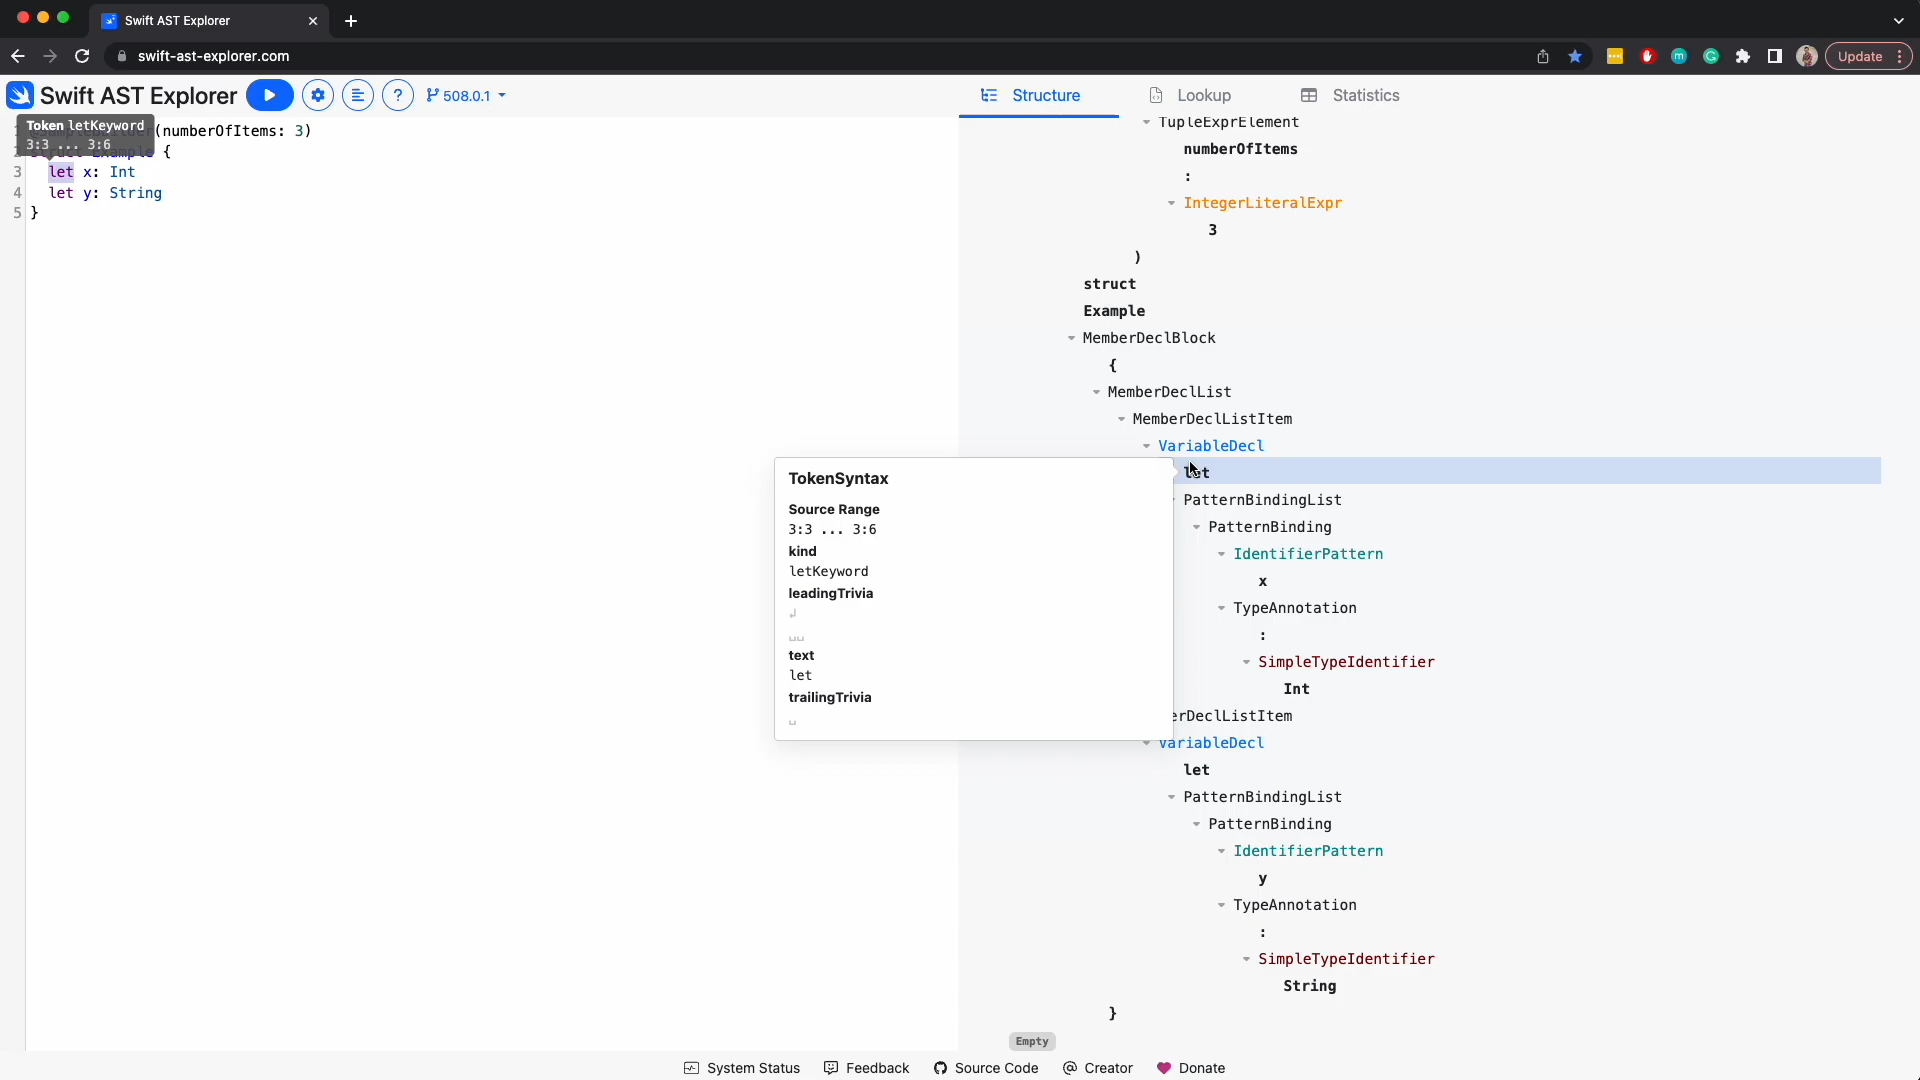 Swift AST Explorer
swift-ast-explorer.com
Update
Swift AST Explorer
508.0.1
Structure
Lookup
Statistics
Token letKeyword
3:3 ... 3:6
(numberOfItems: 3)
struct Example {
3 let x: Int
4 let y: String
5 }
TupleExprElement
numberOfItems
:
IntegerLiteralExpr
3
)
struct
Example
MemberDeclBlock
{
MemberDeclList
MemberDeclListItem
VariableDecl
let
PatternBindingList
PatternBinding
IdentifierPattern
x
TypeAnnotation
:
SimpleTypeIdentifier
Int
erDeclListItem
VariableDecl
let
PatternBindingList
PatternBinding
IdentifierPattern
y
TypeAnnotation
:
SimpleTypeIdentifier
String
}
Empty
TokenSyntax
Source Range
3:3 ... 3:6
kind
letKeyword
leadingTrivia
↲
␣␣
text
let
trailingTrivia
␣
System Status
Feedback
Source Code
Creator
Donate